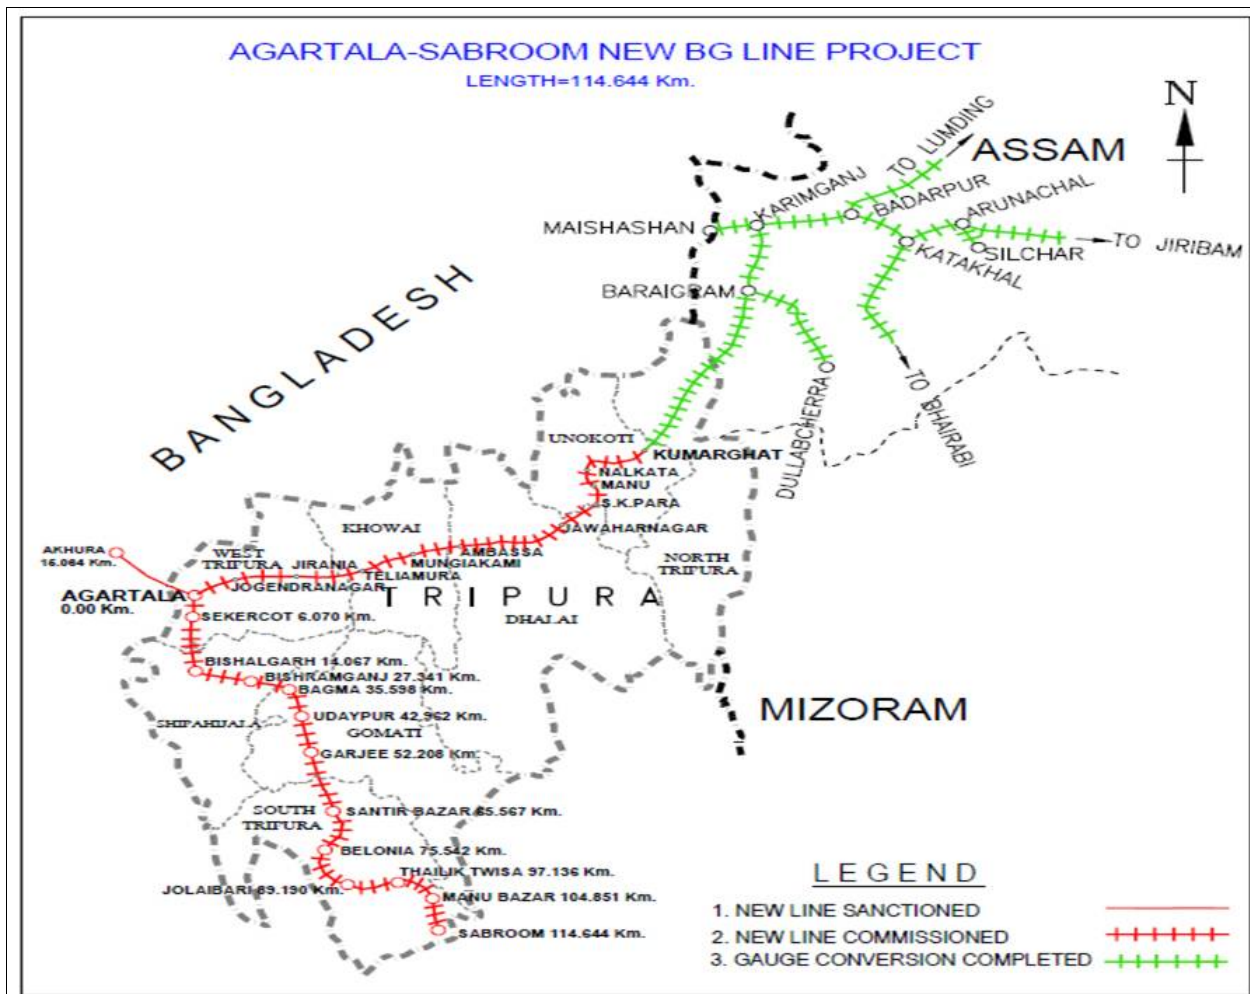 AGARTALA-SABROOM NEW BG LINE PROJECT
LENGTH=114.644 Km.
N
ASSAM
TO LUMDING
KARIMGANJ
BADARPUR
ARUNACHAL
MAISHASHAN
SILCHAR
TO JIRIBAM
KATAKHAL
BARAIGRAM
BANGLADESH
DULLABCHERRA
TO BHAIRABI
UNOKOTI
KUMARGHAT
NALKATA
MANU
S.K.PARA
KHOWAI
JAWAHARNAGAR
AKHURA
15.064 Km.
WEST
TRIPURA
JIRANIA
AMBASSA
MUNGIAKAMI
NORTH
TRIPURA
TELIAMURA
JOGENDRANAGAR
AGARTALA
0.00 Km.
TRIPURA
DHALAI
SEKERCOT 6.070 Km.
BISHALGARH 14.067 Km.
BISHRAMGANJ 27.341 Km.
BAGMA 35.598 Km.
MIZORAM
SHIPAHIJALA
UDAYPUR 42.962 Km.
GOMATI
GARJEE 52.208 Km.
SOUTH
TRIPURA
SANTIR BAZAR 65.567 Km.
BELONIA 75.542 Km.
THAILIK TWISA 97.136 Km.
JOLAIBARI 89.190 Km.
MANU BAZAR 104.851 Km.
SABROOM 114.644 Km.
LEGEND
1. NEW LINE SANCTIONED
2. NEW LINE COMMISSIONED
3. GAUGE CONVERSION COMPLETED